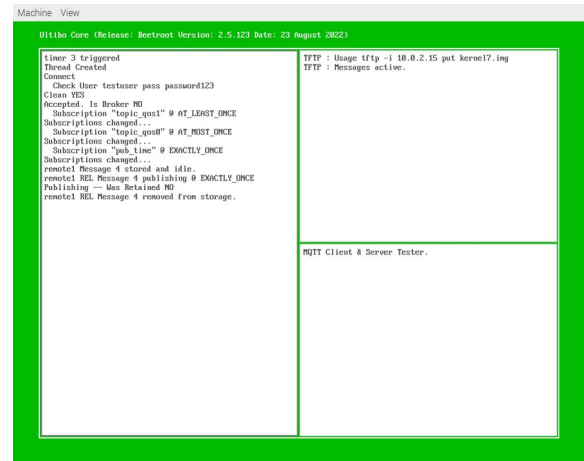 Machine View
Ultibo Core (Release: Beetroot Version: 2.5.123 Date: 23 August 2022)
timer 3 triggered
Thread Created
Connect
Check User testuser pass password123
Clean YES
Accepted. Is Broker NO
Subscription "topic_qos1" @ AT_LEAST_ONCE
Subscriptions changed...
Subscription "topic_qos0" @ AT_MOST_ONCE
Subscriptions changed...
Subscription "pub_time" @ EXACTLY_ONCE
Subscriptions changed...
remote1 Message 4 stored and idle.
remote1 REL Message 4 publishing @ EXACTLY_ONCE
Publishing -- Was Retained NO
remote1 REL Message 4 removed from storage.
TFTP : Usage tftp -i 10.0.2.15 put kernel7.img
TFTP : Messages active.
MQTT Client & Server Tester.